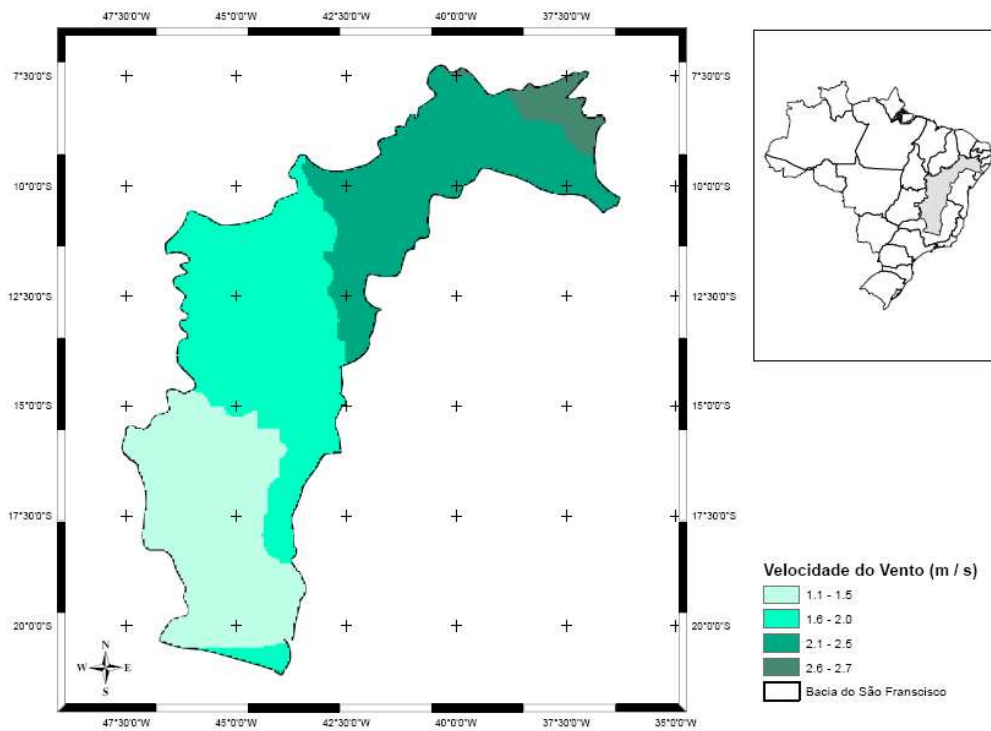 47°30'0"W 45°0'0"W 42°30'0"W 40°0'0"W 37°30'0"W 35°0'0"W
7°30'0"S 7°30'0"S
10°0'0"S 10°0'0"S
12°30'0"S 12°30'0"S
15°0'0"S 15°0'0"S
17°30'0"S 17°30'0"S
20°0'0"S 20°0'0"S
N
W E
S
47°30'0"W 45°0'0"W 42°30'0"W 40°0'0"W 37°30'0"W 35°0'0"W
Velocidade do Vento (m / s)
1.1 - 1.5
1.6 - 2.0
2.1 - 2.5
2.6 - 2.7
Bacia do São Franscisco